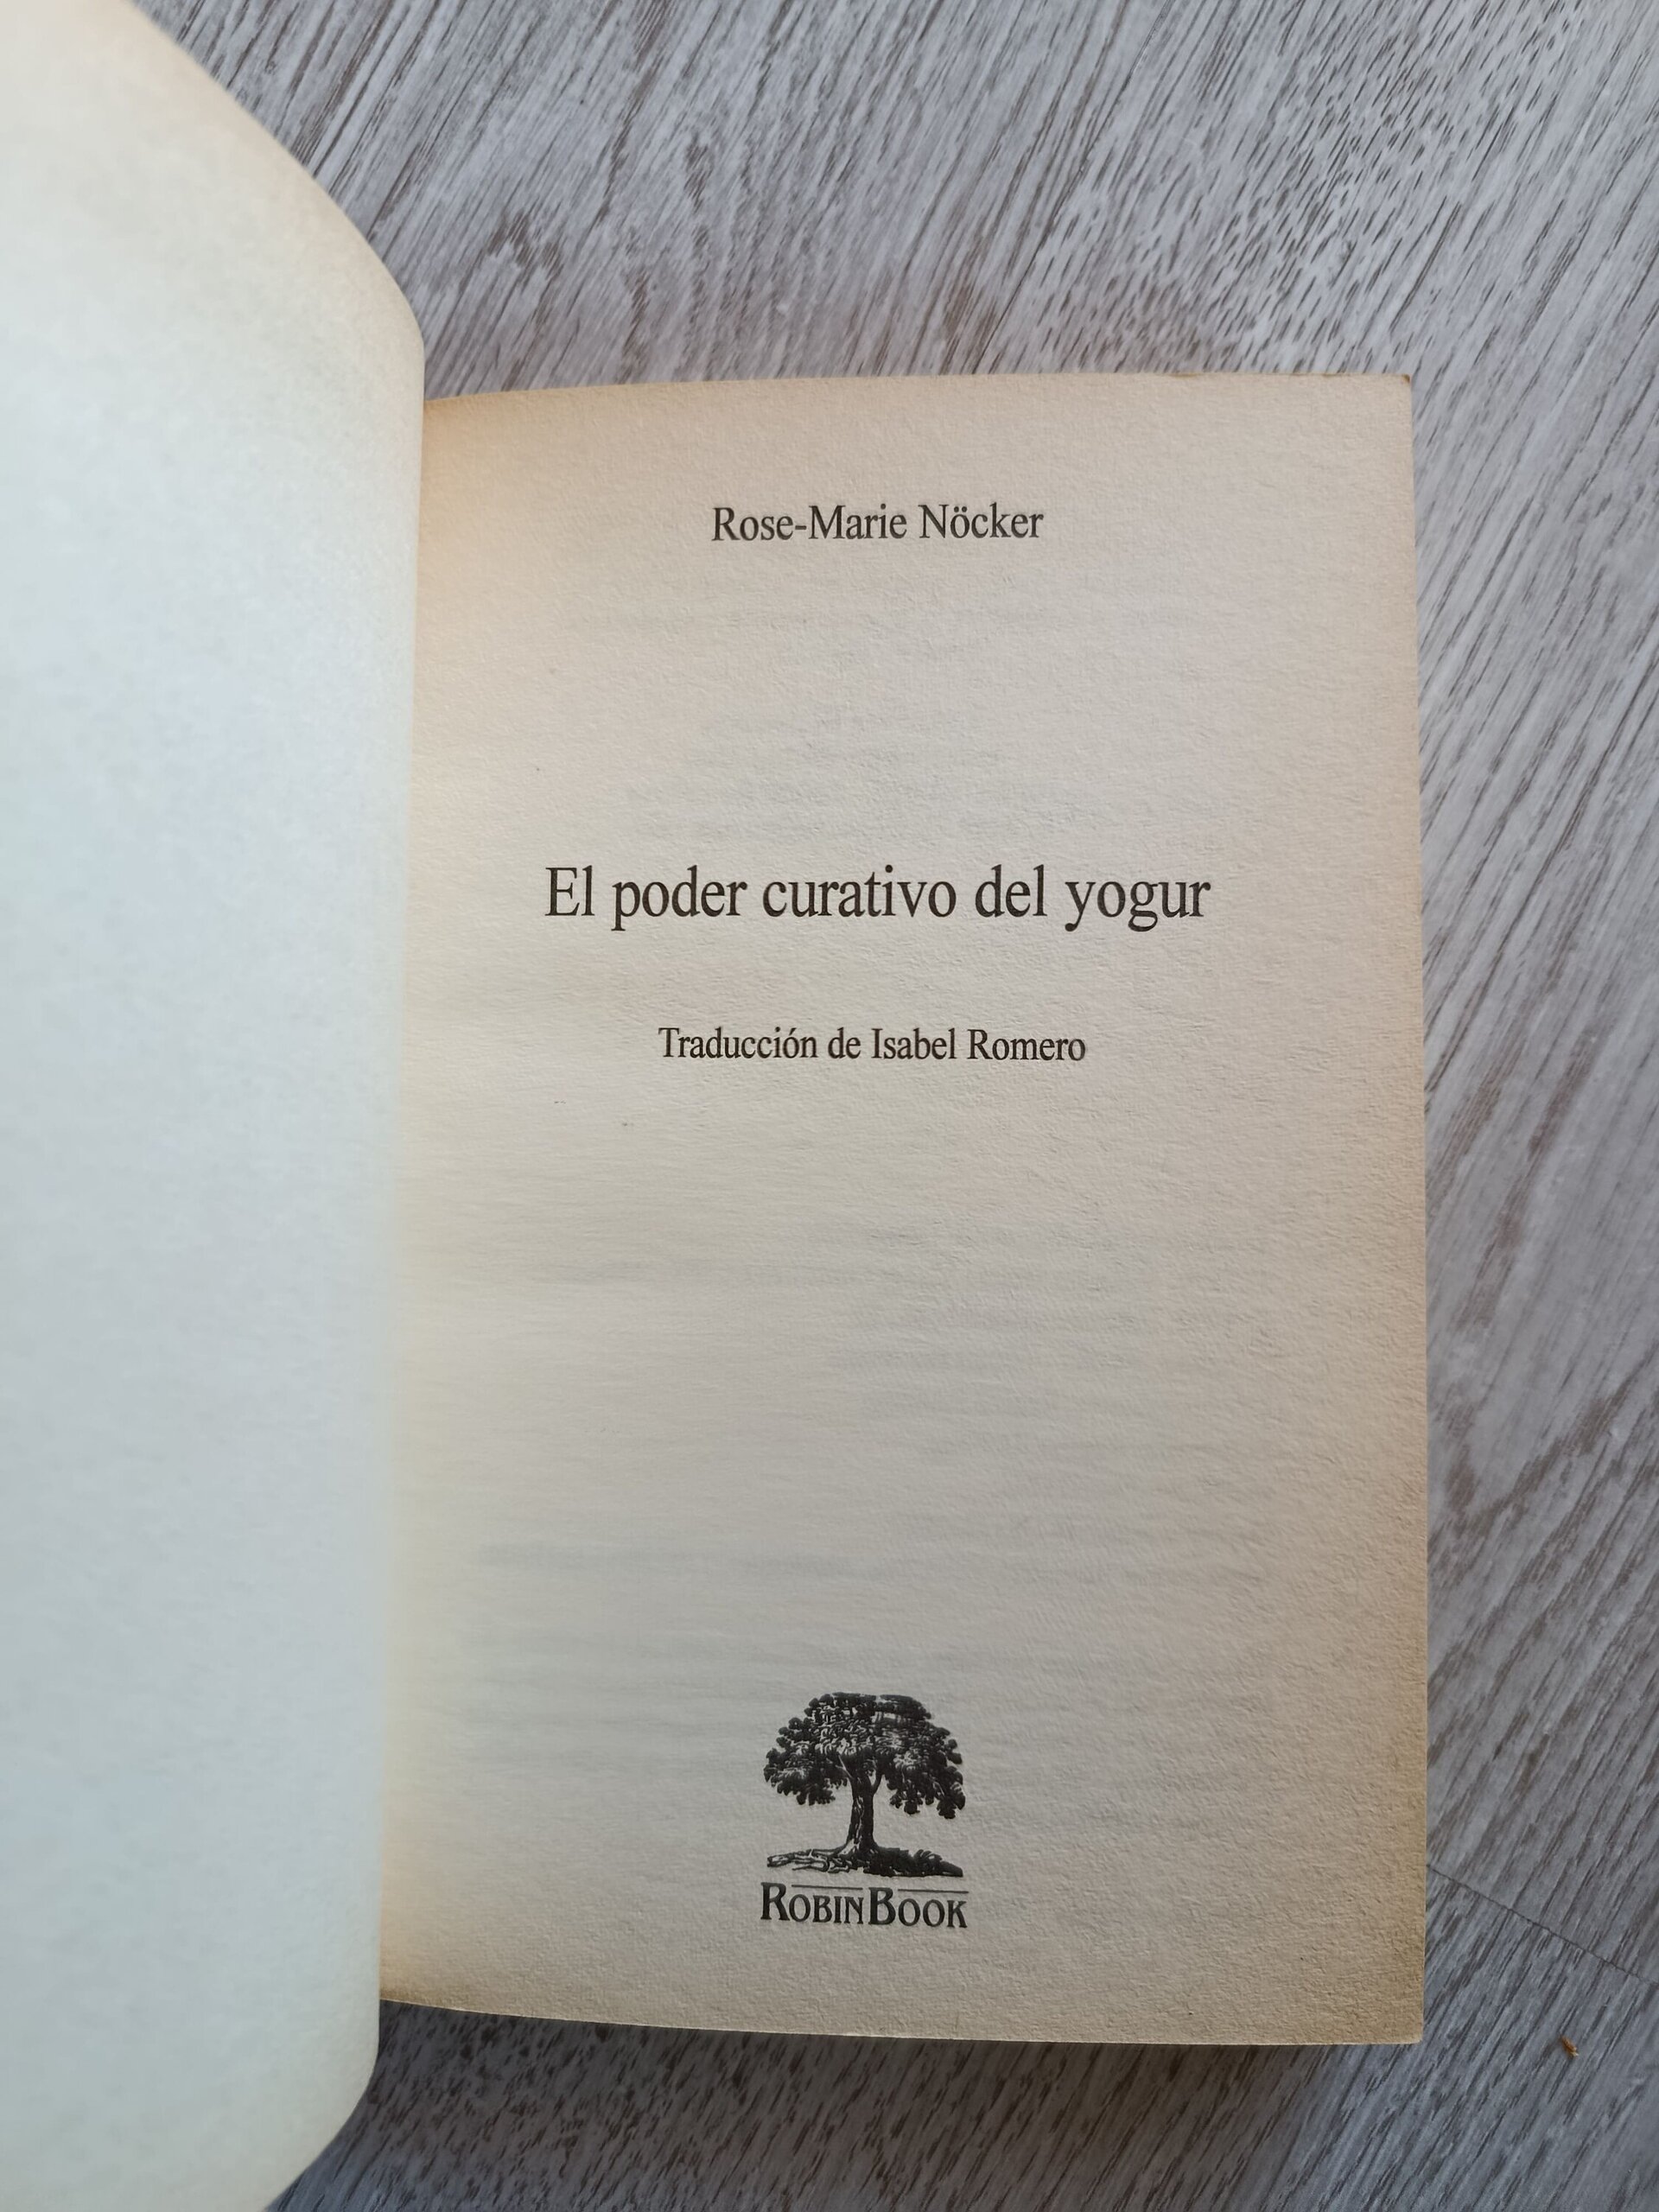 Rose-Marie Nöcker
El poder curativo del yogur
Traducción de Isabel Romero
ROBINBOOK